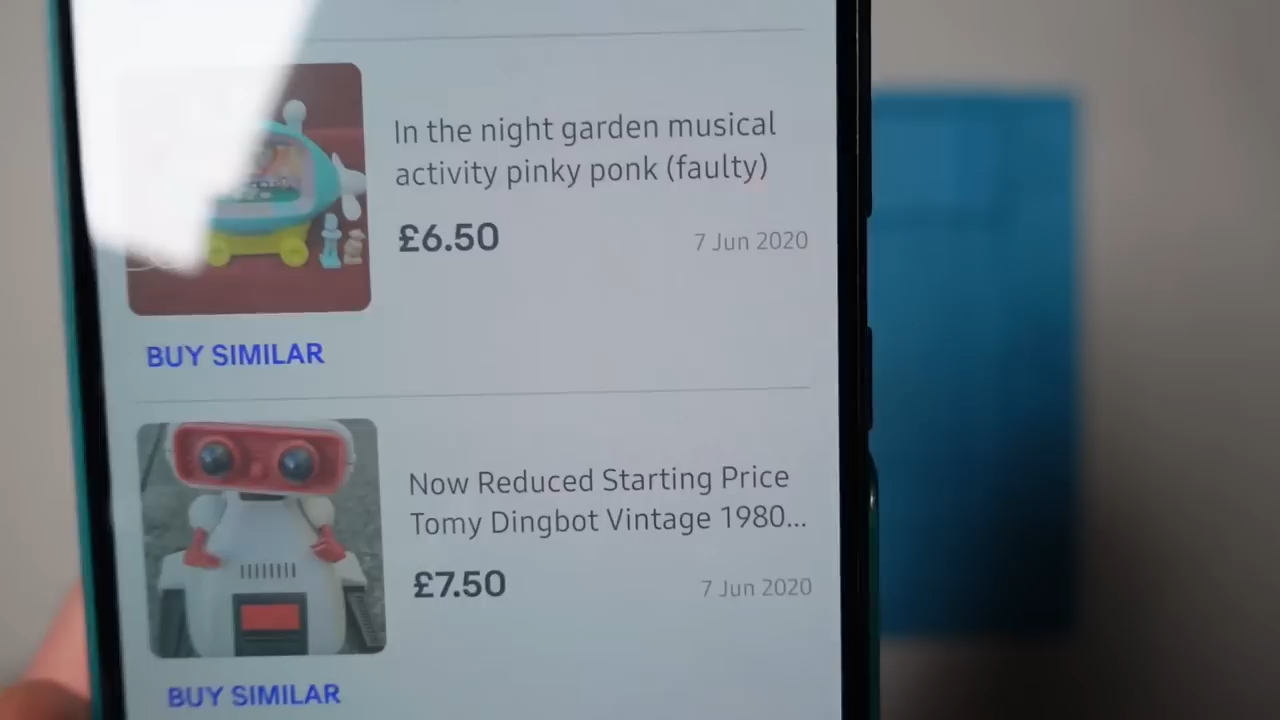 In the night garden musical
activity pinky ponk (faulty)
£6.50
7 Jun 2020
BUY SIMILAR
Now Reduced Starting Price
Tomy Dingbot Vintage 1980...
£7.50
7 Jun 2020
BUY SIMILAR